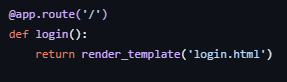 @app.route('/')
def login():
    return render_template('login.html')